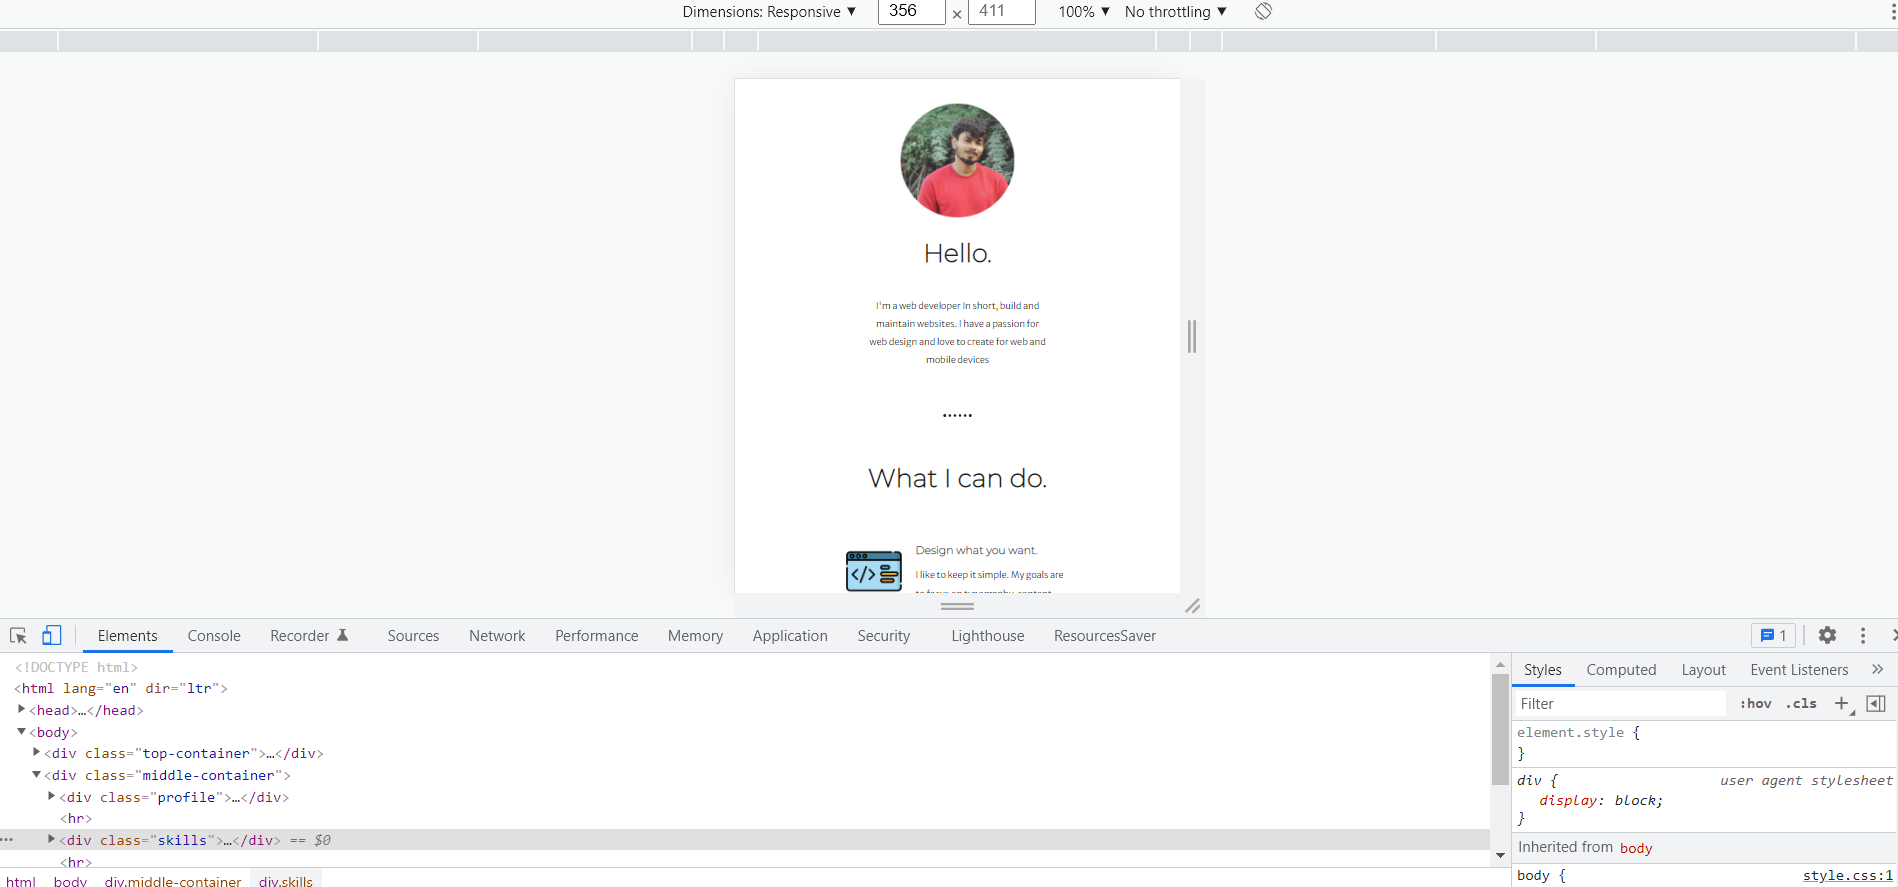 Dimensions: Responsive ▼ 356 × 411 100% ▼ No throttling ▼
Hello.
I'm a web developer In short, build and
maintain websites. I have a passion for
web design and love to create for web and
mobile devices
What I can do.
Design what you want.
</>
I like to keep it simple. My goals are
to focus on typography, content
Elements Console Recorder Sources Network Performance Memory Application Security Lighthouse ResourcesSaver 1
<!DOCTYPE html>
<html lang="en" dir="ltr">
▶<head>…</head>
▼<body>
▶<div class="top-container">…</div>
▼<div class="middle-container">
▶<div class="profile">…</div>
<hr>
▶<div class="skills">…</div> == $0
<hr>
html body div.middle-container div.skills
Styles Computed Layout Event Listeners »
Filter :hov .cls +
element.style {
}
div { user agent stylesheet
display: block;
}
Inherited from body
body { style.css:1